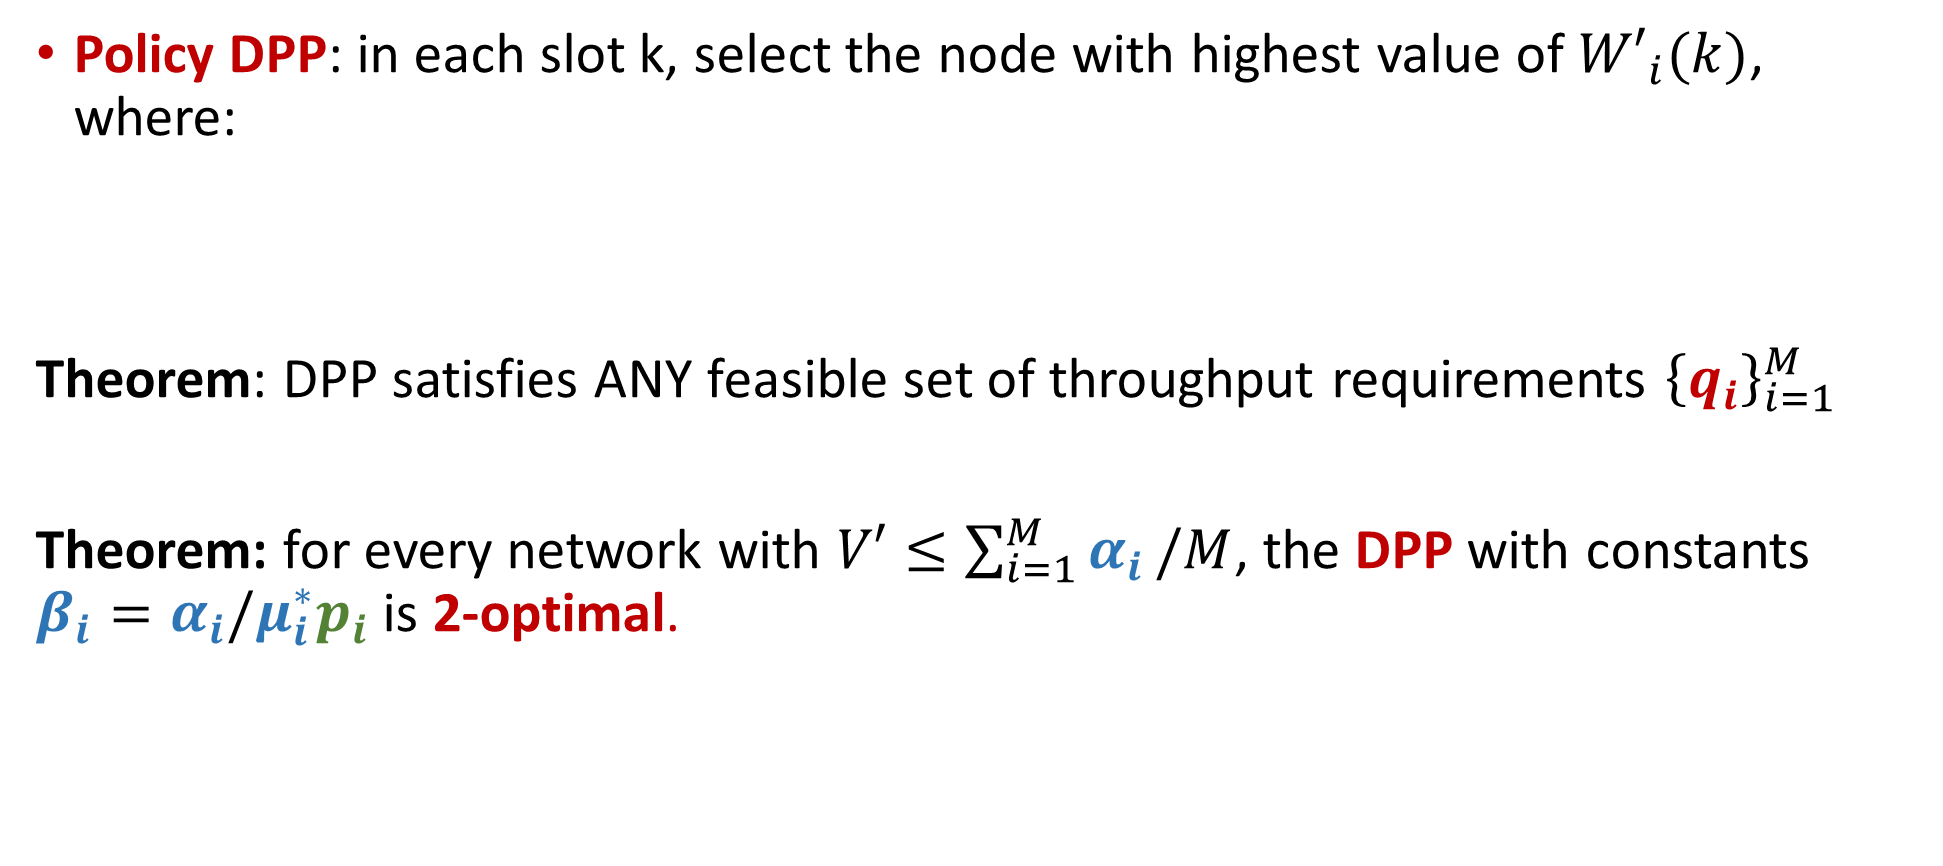 • Policy DPP: in each slot k, select the node with highest value of W′ᵢ(k),
where:
Theorem: DPP satisfies ANY feasible set of throughput requirements {qᵢ}ᵢ₌₁ᴹ
Theorem: for every network with V′ ≤ ∑ᵢ₌₁ᴹ αᵢ /M, the DPP with constants
βᵢ = αᵢ/μᵢ*pᵢ is 2-optimal.